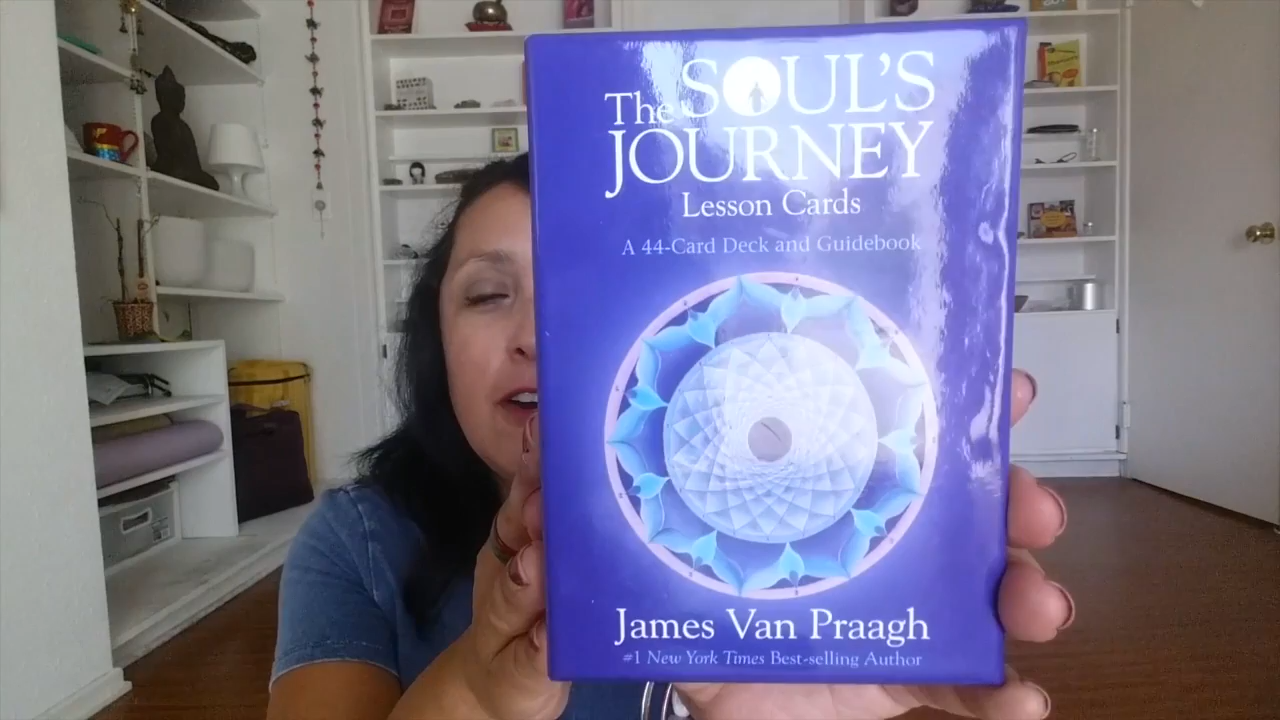 The SOUL'S
JOURNEY
Lesson Cards
A 44-Card Deck and Guidebook
James Van Praagh
#1 New York Times Best-selling Author